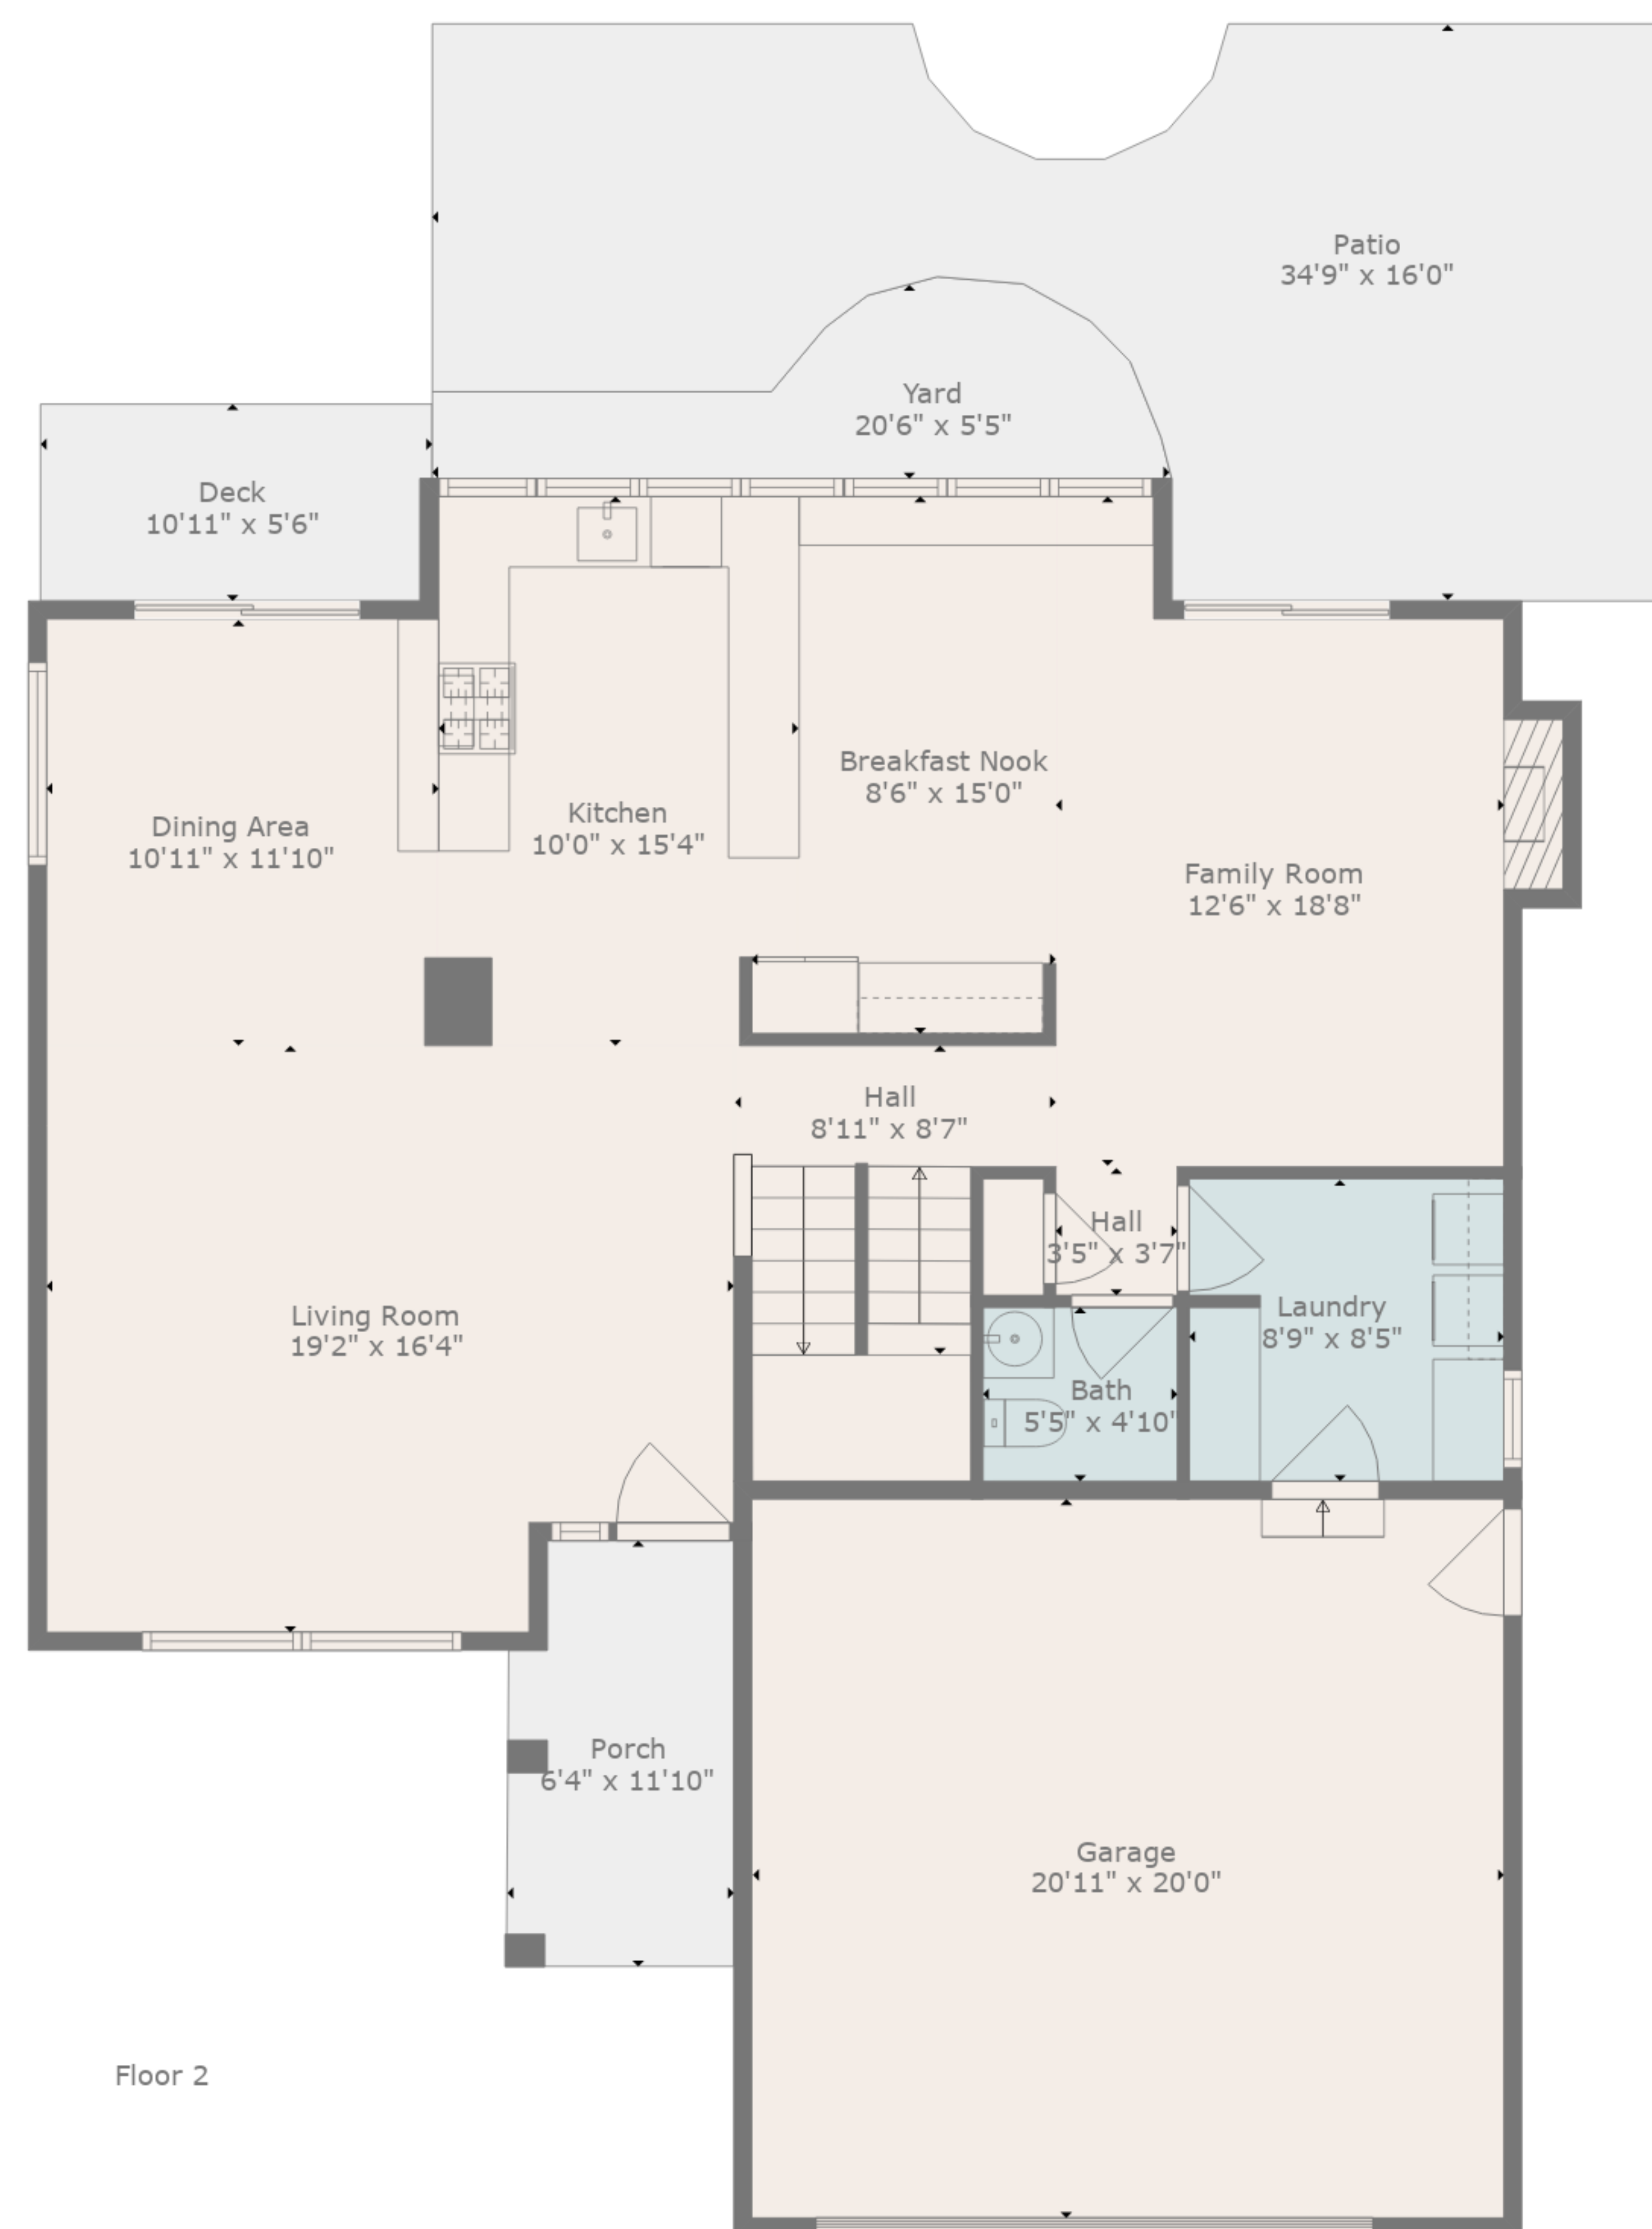 Patio
34'9" x 16'0"
Yard
20'6" x 5'5"
Deck
10'11" x 5'6"
Breakfast Nook
8'6" x 15'0"
Kitchen
10'0" x 15'4"
Dining Area
10'11" x 11'10"
Family Room
12'6" x 18'8"
Hall
8'11" x 8'7"
Hall
3'5" x 3'7"
Living Room
19'2" x 16'4"
Laundry
8'9" x 8'5"
Bath
5'5" x 4'10"
Porch
6'4" x 11'10"
Garage
20'11" x 20'0"
Floor 2